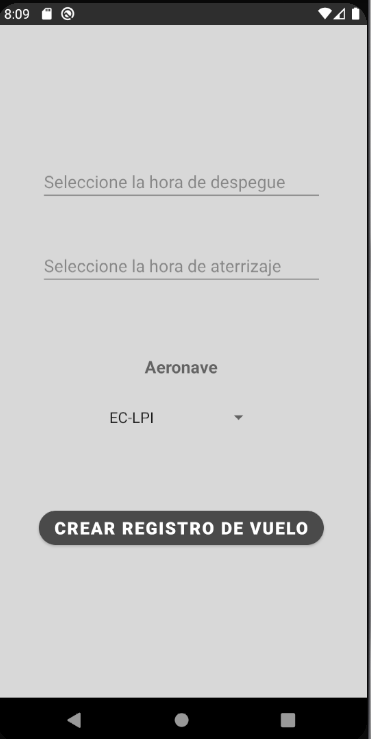 8:09
Seleccione la hora de despegue
Seleccione la hora de aterrizaje
Aeronave
EC-LPI
CREAR REGISTRO DE VUELO